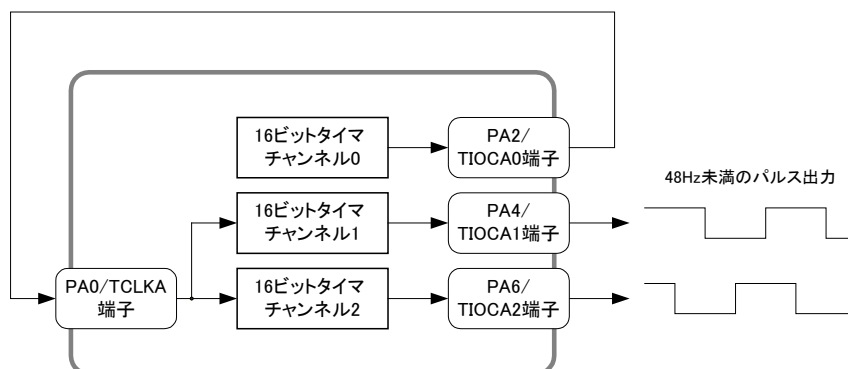 16ビットタイマ
チャンネル0
PA2/
TIOCA0端子
48Hz未満のパルス出力
16ビットタイマ
チャンネル1
PA4/
TIOCA1端子
PA0/TCLKA
端子
16ビットタイマ
チャンネル2
PA6/
TIOCA2端子